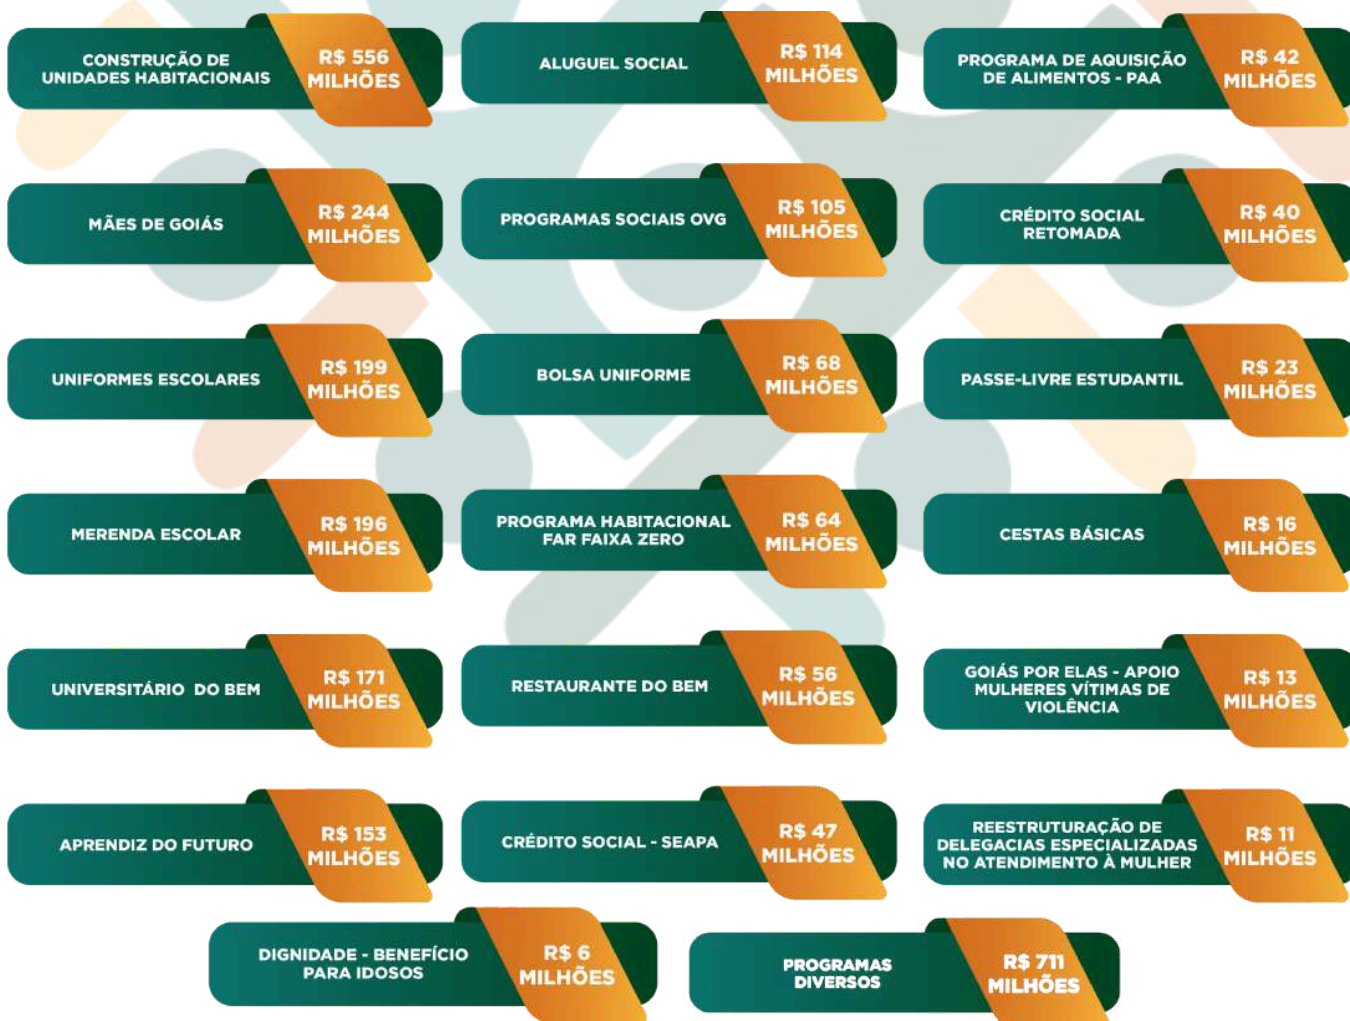 CONSTRUÇÃO DE
UNIDADES HABITACIONAIS
R$ 556
MILHÕES
ALUGUEL SOCIAL
R$ 114
MILHÕES
PROGRAMA DE AQUISIÇÃO
DE ALIMENTOS - PAA
R$ 42
MILHÕES
MÃES DE GOIÁS
R$ 244
MILHÕES
PROGRAMAS SOCIAIS OVG
R$ 105
MILHÕES
CRÉDITO SOCIAL
RETOMADA
R$ 40
MILHÕES
UNIFORMES ESCOLARES
R$ 199
MILHÕES
BOLSA UNIFORME
R$ 68
MILHÕES
PASSE-LIVRE ESTUDANTIL
R$ 23
MILHÕES
MERENDA ESCOLAR
R$ 196
MILHÕES
PROGRAMA HABITACIONAL
FAR FAIXA ZERO
R$ 64
MILHÕES
CESTAS BÁSICAS
R$ 16
MILHÕES
UNIVERSITÁRIO DO BEM
R$ 171
MILHÕES
RESTAURANTE DO BEM
R$ 56
MILHÕES
GOIÁS POR ELAS - APOIO
MULHERES VÍTIMAS DE
VIOLÊNCIA
R$ 13
MILHÕES
APRENDIZ DO FUTURO
R$ 153
MILHÕES
CRÉDITO SOCIAL - SEAPA
R$ 47
MILHÕES
REESTRUTURAÇÃO DE
DELEGACIAS ESPECIALIZADAS
NO ATENDIMENTO À MULHER
R$ 11
MILHÕES
DIGNIDADE - BENEFÍCIO
PARA IDOSOS
R$ 6
MILHÕES
PROGRAMAS
DIVERSOS
R$ 711
MILHÕES